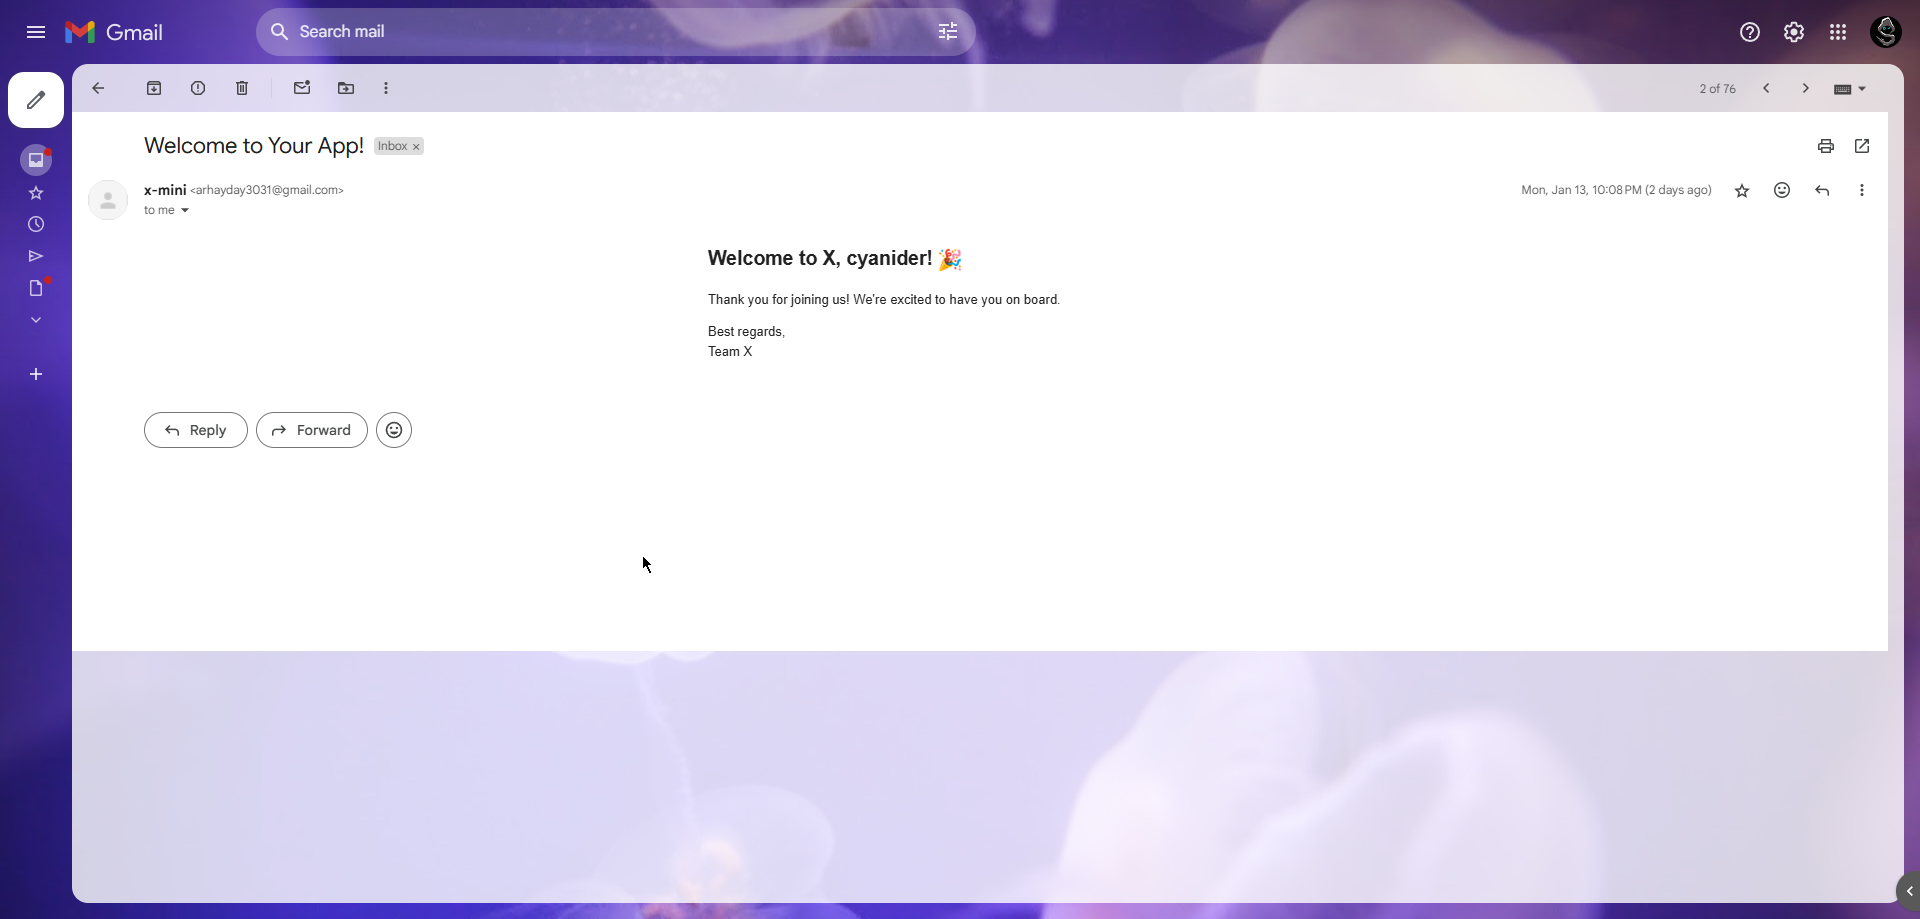 Gmail
Search mail
2 of 76
Welcome to Your App! Inbox ×
x-mini <arhayday3031@gmail.com>
Mon, Jan 13, 10:08 PM (2 days ago)
to me
Welcome to X, cyanider! 🎉
Thank you for joining us! We're excited to have you on board.
Best regards,
Team X
Reply
Forward